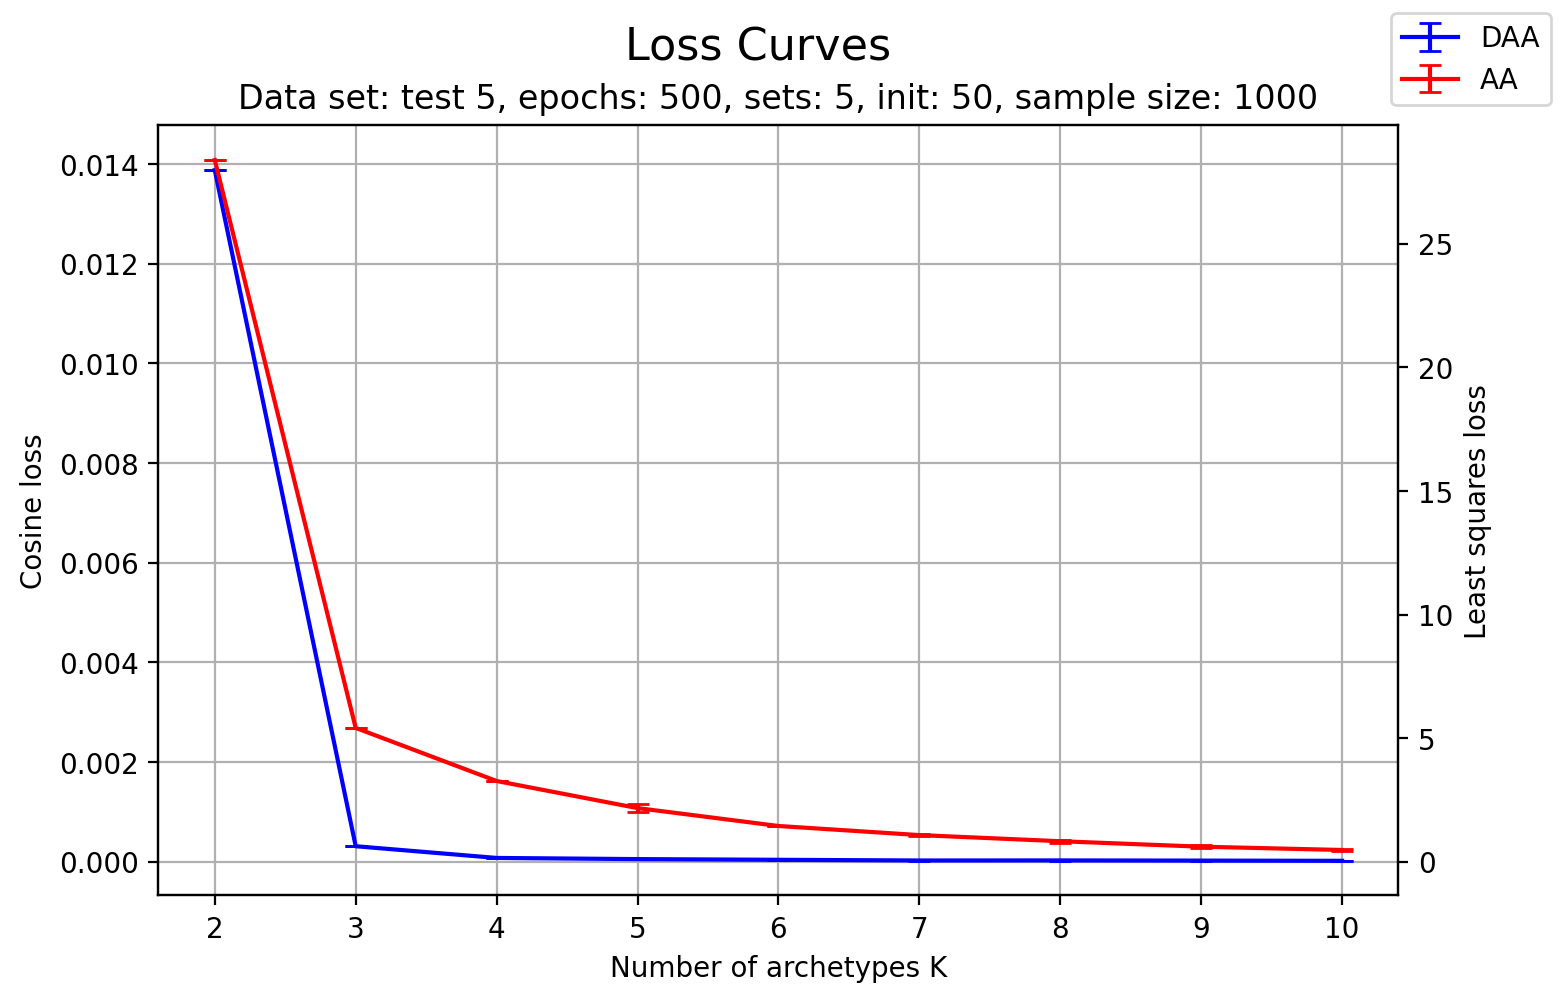 Loss Curves
Data set: test 5, epochs: 500, sets: 5, init: 50, sample size: 1000
DAA
AA
Cosine loss
0.014
0.012
0.010
0.008
0.006
0.004
0.002
0.000
25
20
15
10
5
0
Least squares loss
2 3 4 5 6 7 8 9 10
Number of archetypes K